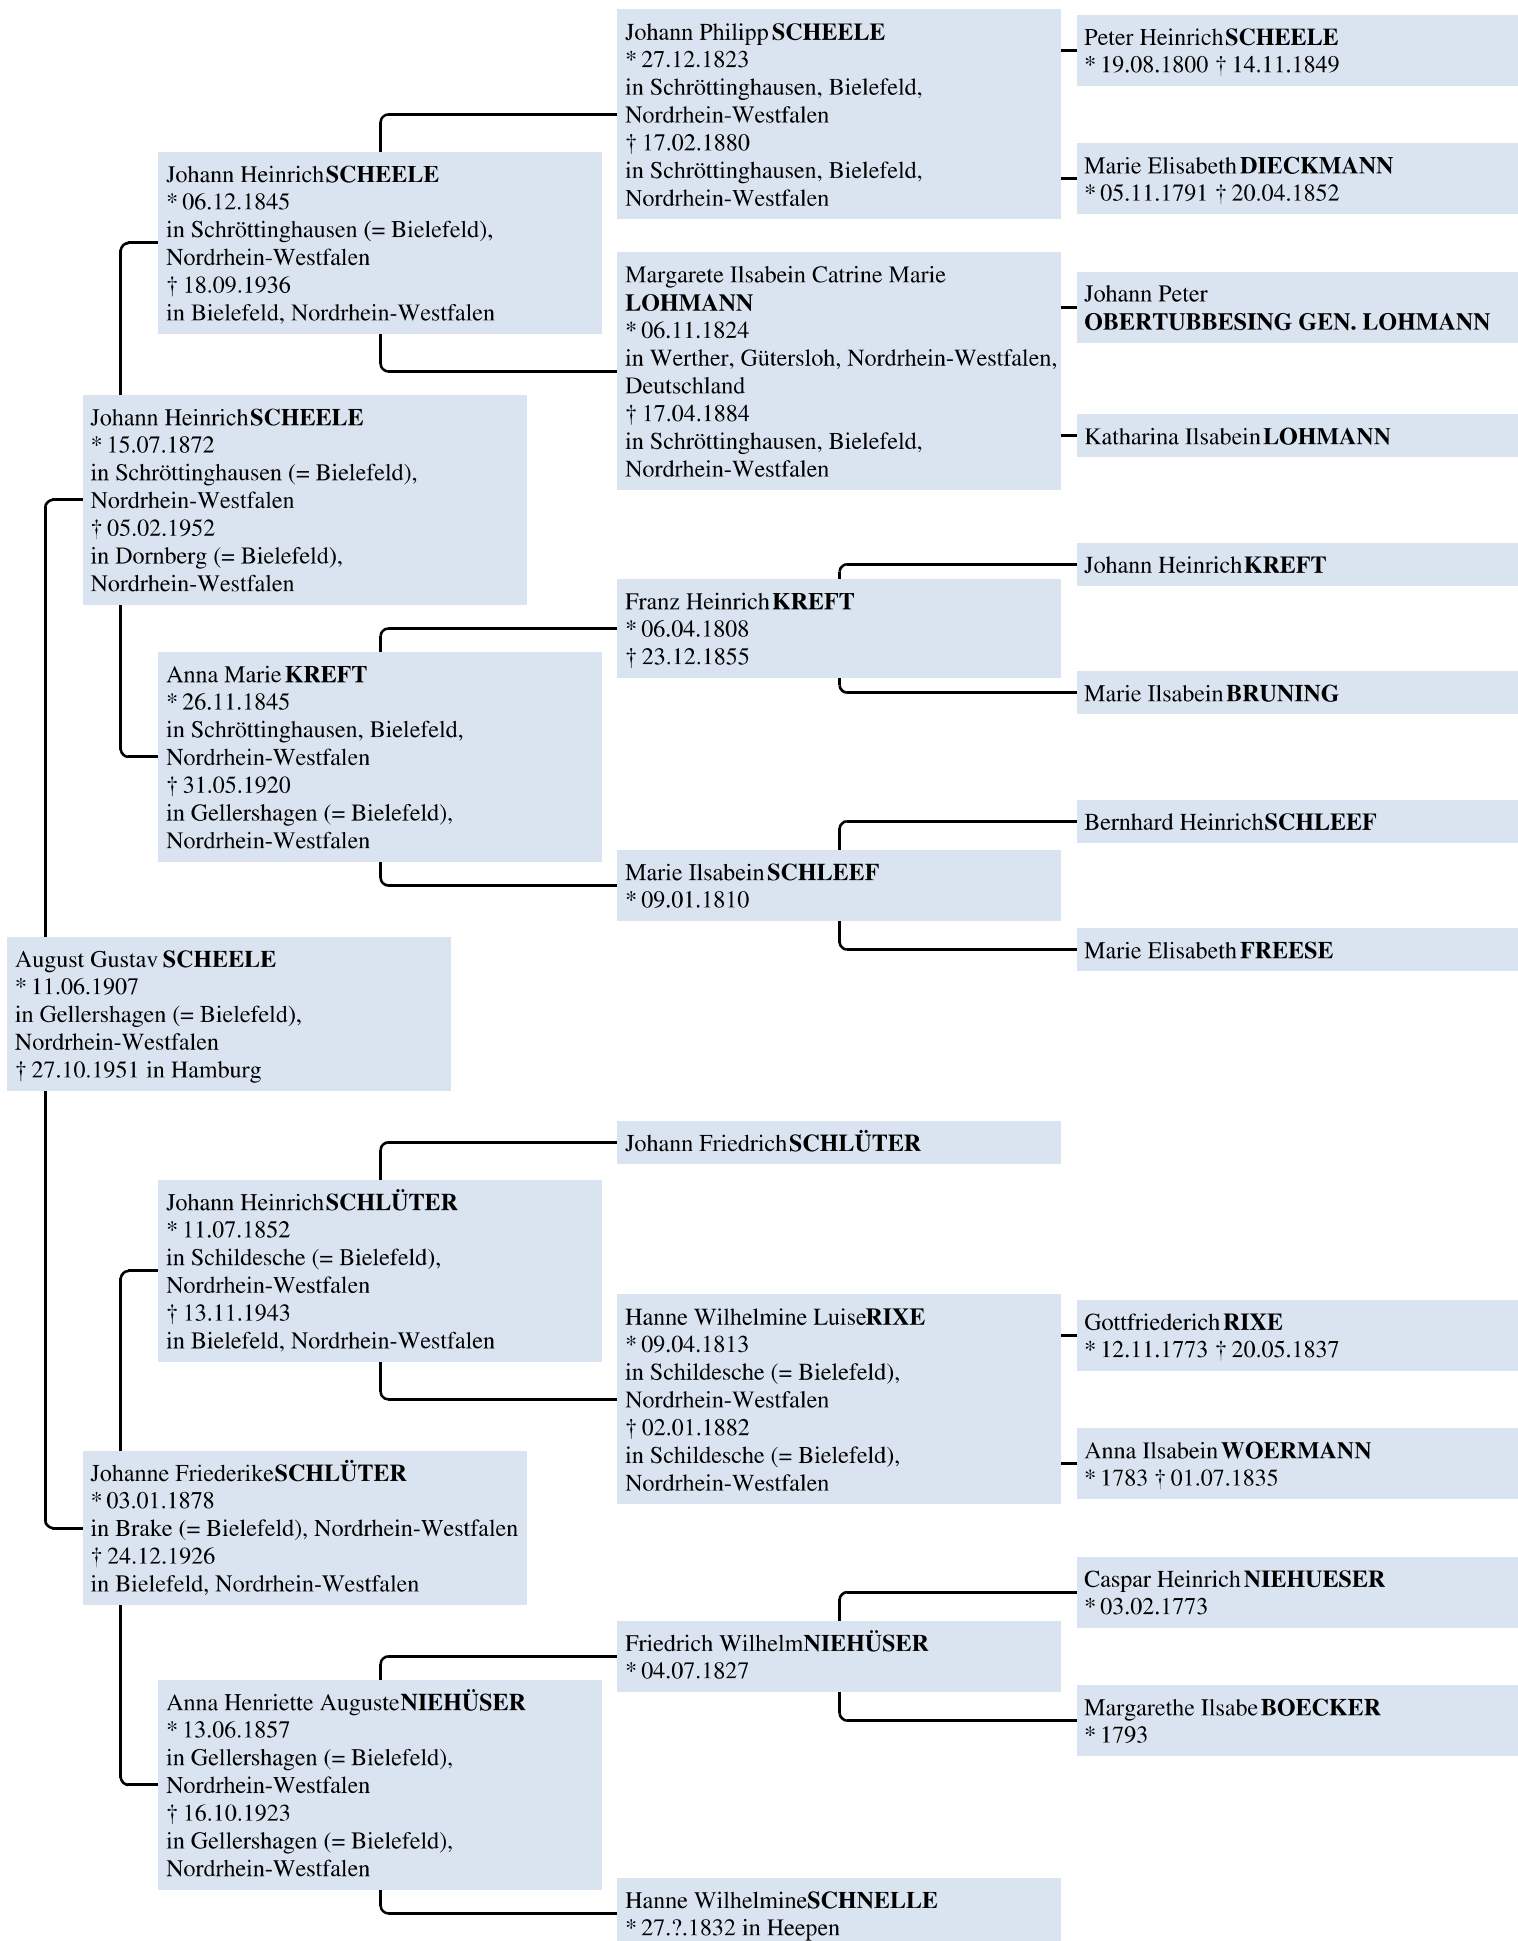 Johann Philipp SCHEELE
* 27.12.1823
in Schröttinghausen, Bielefeld,
Nordrhein-Westfalen
† 17.02.1880
in Schröttinghausen, Bielefeld,
Nordrhein-Westfalen
Peter Heinrich SCHEELE
* 19.08.1800 † 14.11.1849
Marie Elisabeth DIECKMANN
* 05.11.1791 † 20.04.1852
Johann Heinrich SCHEELE
* 06.12.1845
in Schröttinghausen (= Bielefeld),
Nordrhein-Westfalen
† 18.09.1936
in Bielefeld, Nordrhein-Westfalen
Margarete Ilsabein Catrine Marie
LOHMANN
* 06.11.1824
in Werther, Gütersloh, Nordrhein-Westfalen,
Deutschland
† 17.04.1884
in Schröttinghausen, Bielefeld,
Nordrhein-Westfalen
Johann Peter
OBERTUBBESING GEN. LOHMANN
Katharina Ilsabein LOHMANN
Johann Heinrich SCHEELE
* 15.07.1872
in Schröttinghausen (= Bielefeld),
Nordrhein-Westfalen
† 05.02.1952
in Dornberg (= Bielefeld),
Nordrhein-Westfalen
Franz Heinrich KREFT
* 06.04.1808
† 23.12.1855
Johann Heinrich KREFT
Marie Ilsabein BRUNING
Anna Marie KREFT
* 26.11.1845
in Schröttinghausen, Bielefeld,
Nordrhein-Westfalen
† 31.05.1920
in Gellershagen (= Bielefeld),
Nordrhein-Westfalen
Marie Ilsabein SCHLEEF
* 09.01.1810
Bernhard Heinrich SCHLEEF
Marie Elisabeth FREESE
August Gustav SCHEELE
* 11.06.1907
in Gellershagen (= Bielefeld),
Nordrhein-Westfalen
† 27.10.1951 in Hamburg
Johann Friedrich SCHLÜTER
Johann Heinrich SCHLÜTER
* 11.07.1852
in Schildesche (= Bielefeld),
Nordrhein-Westfalen
† 13.11.1943
in Bielefeld, Nordrhein-Westfalen
Hanne Wilhelmine Luise RIXE
* 09.04.1813
in Schildesche (= Bielefeld),
Nordrhein-Westfalen
† 02.01.1882
in Schildesche (= Bielefeld),
Nordrhein-Westfalen
Gottfriederich RIXE
* 12.11.1773 † 20.05.1837
Anna Ilsabein WOERMANN
* 1783 † 01.07.1835
Johanne Friederike SCHLÜTER
* 03.01.1878
in Brake (= Bielefeld), Nordrhein-Westfalen
† 24.12.1926
in Bielefeld, Nordrhein-Westfalen
Friedrich Wilhelm NIEHÜSER
* 04.07.1827
Caspar Heinrich NIEHUESER
* 03.02.1773
Margarethe Ilsabe BOECKER
* 1793
Anna Henriette Auguste NIEHÜSER
* 13.06.1857
in Gellershagen (= Bielefeld),
Nordrhein-Westfalen
† 16.10.1923
in Gellershagen (= Bielefeld),
Nordrhein-Westfalen
Hanne Wilhelmine SCHNELLE
* 27.?.1832 in Heepen